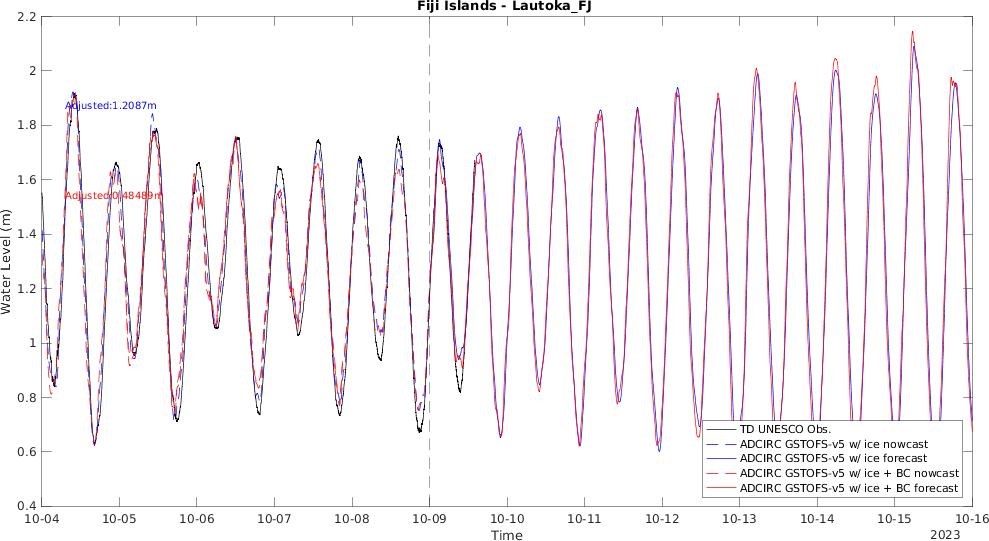 Fiji Islands - Lautoka_FJ
2.2
2
1.8
1.6
1.4
1.2
1
0.8
0.6
0.4
Water Level (m)
Adjusted:1.2087m
Adjusted:0.48489m
TD UNESCO Obs.
ADCIRC GSTOFS-v5 w/ ice nowcast
ADCIRC GSTOFS-v5 w/ ice forecast
ADCIRC GSTOFS-v5 w/ ice + BC nowcast
ADCIRC GSTOFS-v5 w/ ice + BC forecast
10-04 10-05 10-06 10-07 10-08 10-09 10-10 10-11 10-12 10-13 10-14 10-15 10-16
Time
2023